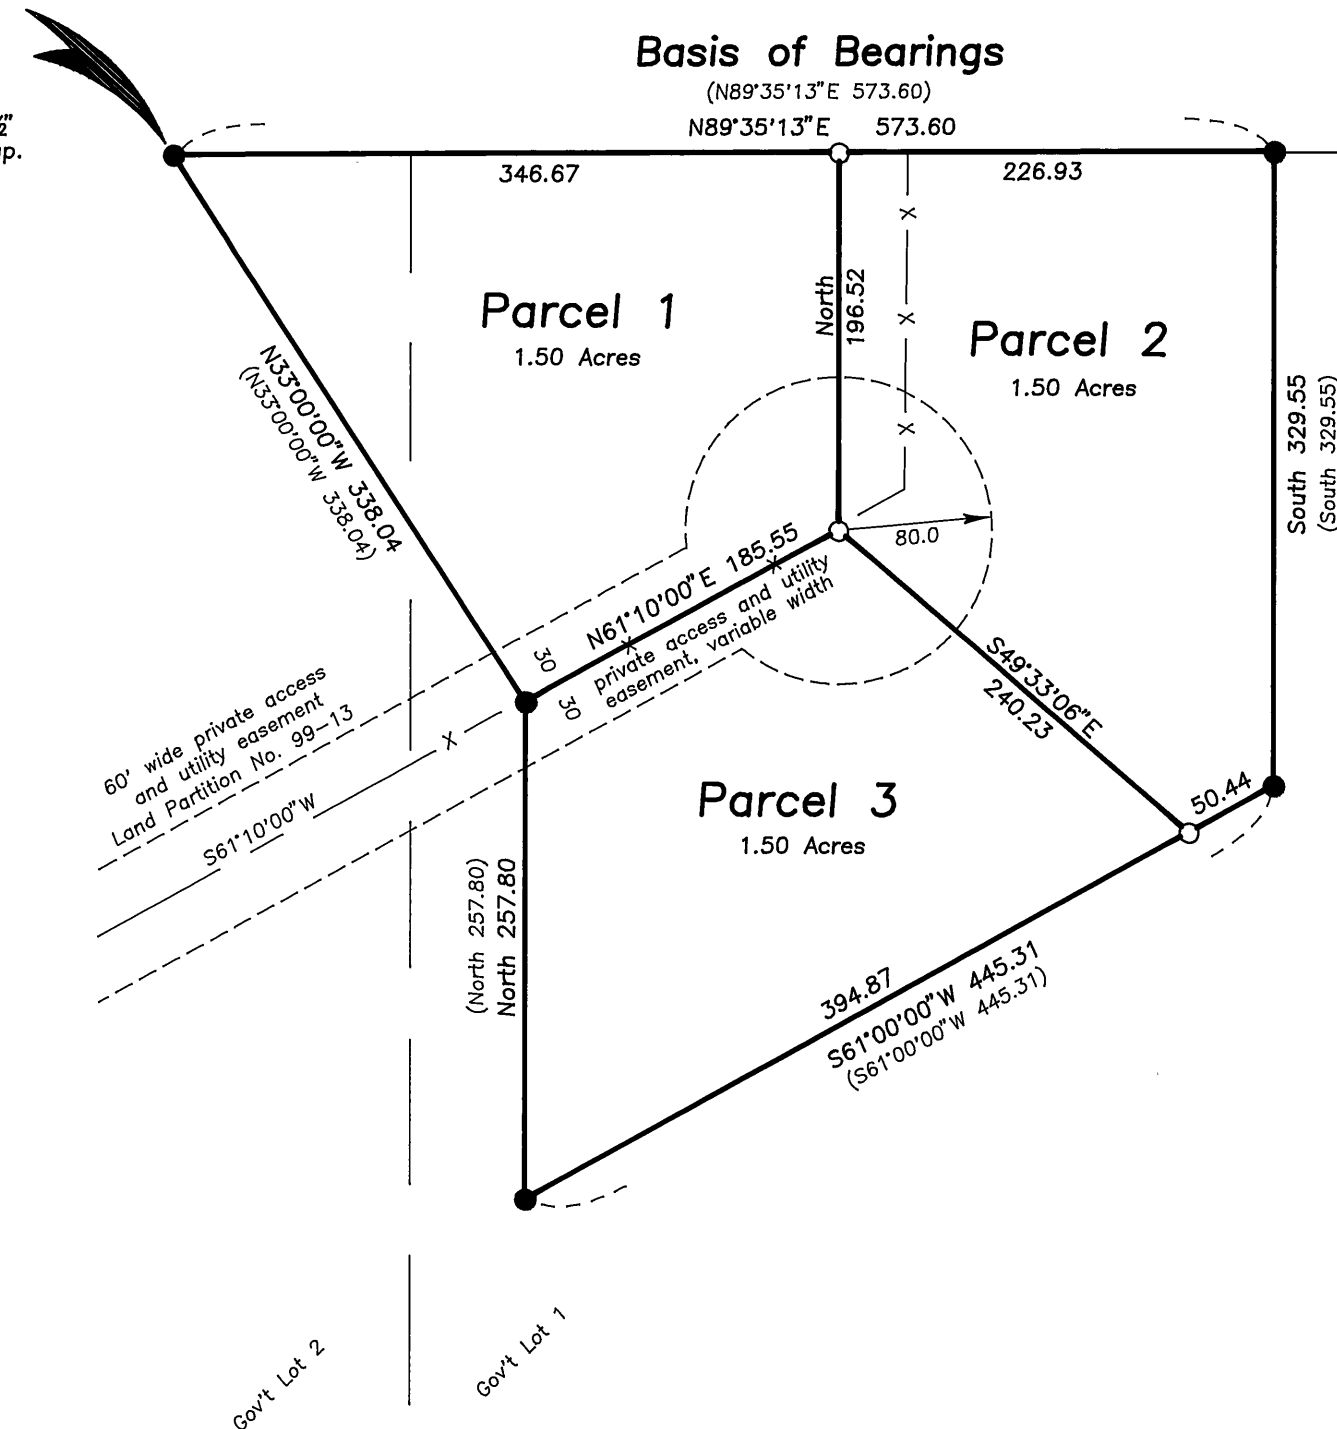 Basis of Bearings
(N89°35'13"E 573.60)
N89°35'13"E 573.60
½"
346.67
226.93
North
196.52
Parcel 1
1.50 Acres
Parcel 2
1.50 Acres
N33°00'00"W 338.04
(N33°00'00"W 338.04)
South 329.55
(South 329.55)
80.0
N61°10'00"E 185.55
private access and utility
easement, variable width
30
30
S49°33'06"E
240.23
60' wide private access
and utility easement
Land Partition No. 99-13
S61°10'00"W
X
X
X
X
X
X
Parcel 3
1.50 Acres
50.44
(North 257.80)
North 257.80
394.87
S61°00'00"W 445.31
(S61°00'00"W 445.31)
Gov't Lot 2
Gov't Lot 1